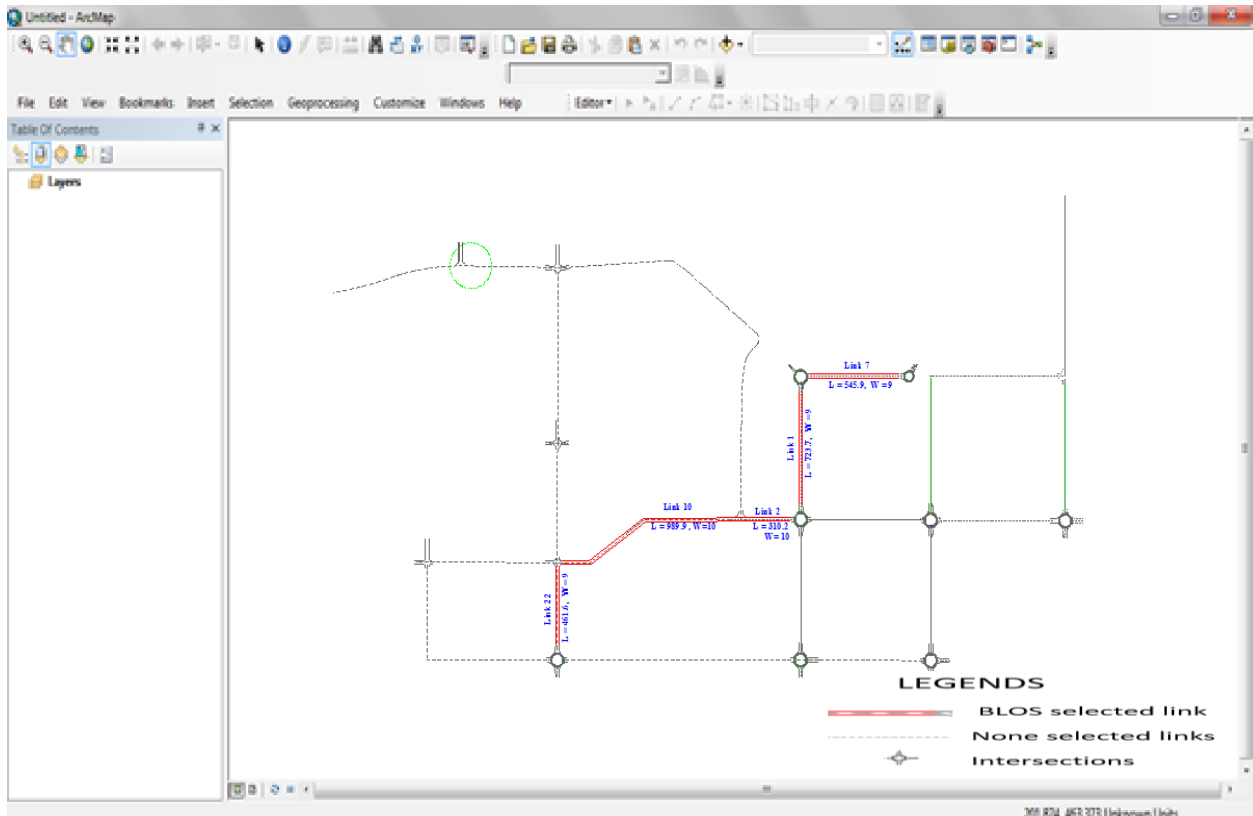 Untitled - ArcMap
File Edit View Bookmarks Insert Selection Geoprocessing Customize Windows Help Editor
Table Of Contents
Layers
Link 7
L = 545.9, W =9
Link 1
L = 723.7, W =9
Link 10
L = 989.9, W=10
Link 2
L = 310.2
W= 10
Link 22
L = 461.6, W =9
LEGENDS
BLOS selected link
None selected links
Intersections
Unknown Units